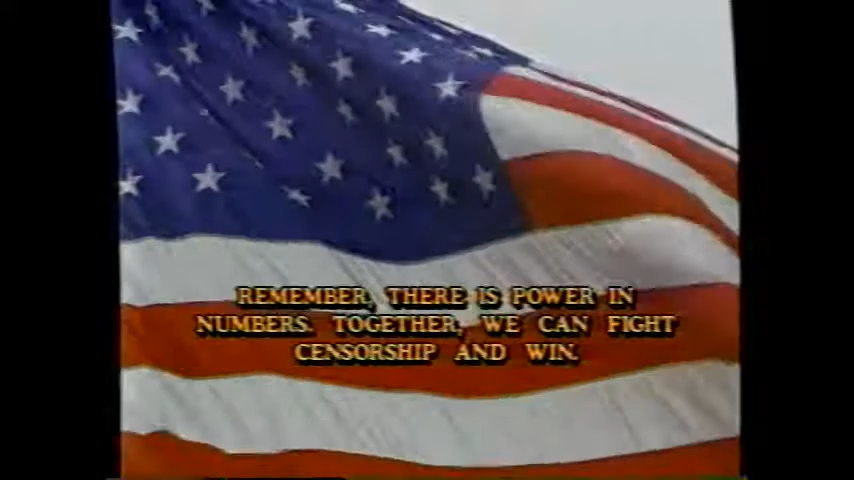 REMEMBER, THERE IS POWER IN
NUMBERS. TOGETHER, WE CAN FIGHT
CENSORSHIP AND WIN.